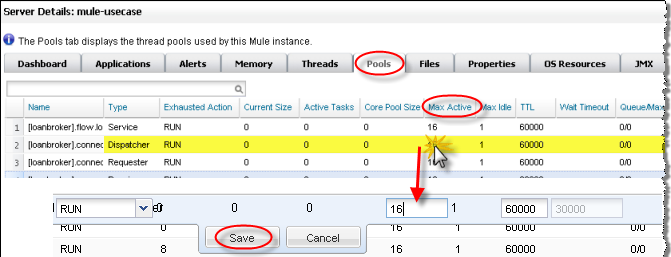 Server Details: mule-usecase
The Pools tab displays the thread pools used by this Mule instance.
Dashboard Applications Alerts Memory Threads Pools Files Properties OS Resources JMX
Name Type Exhausted Action Current Size Active Tasks Core Pool Size Max Active Max Idle TTL Wait Timeout Queue/Max
1 [loanbroker].flow.lo Service RUN 0 0 0 16 1 60000 0/0
2 [loanbroker].connec Dispatcher RUN 0 0 0 1 60000 0/0
3 [loanbroker].connec Requester RUN 0 0 0 1 60000 0/0
RUN 0 0 0 16 1 60000 30000
RUN 0 16 1 60000 0/0
Save Cancel
RUN 8 16 1 60000 0/0